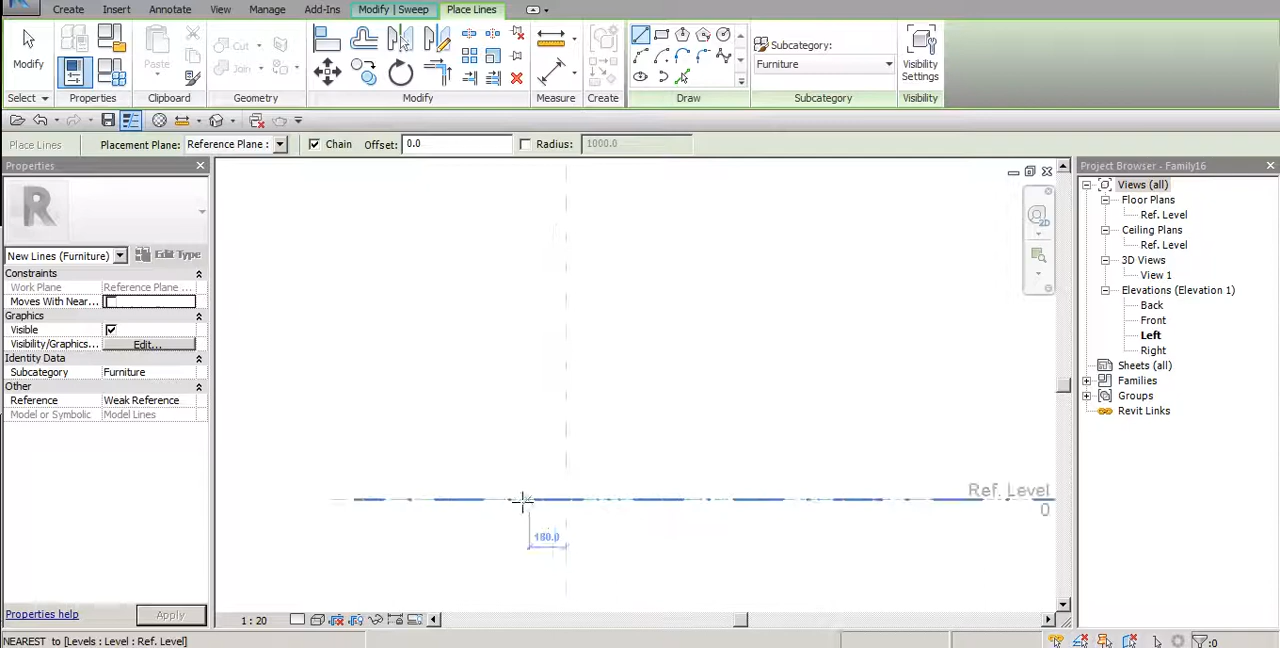 Create Insert Annotate View Manage Add-Ins Modify | Sweep Place Lines
Modify
Paste
Cut
Join
Subcategory:
Furniture
Visibility
Settings
Select Properties Clipboard Geometry Modify Measure Create Draw Subcategory Visibility
Place Lines Placement Plane: Reference Plane : Chain Offset: 0.0 Radius: 1000.0
Properties
New Lines (Furniture) Edit Type
Constraints
Work Plane Reference Plane ...
Moves With Near...
Graphics
Visible
Visibility/Graphics... Edit...
Identity Data
Subcategory Furniture
Other
Reference Weak Reference
Model or Symbolic Model Lines
Properties help Apply
2D
Ref. Level
0
180.0
1 : 20
Project Browser - Family16
Views (all)
Floor Plans
Ref. Level
Ceiling Plans
Ref. Level
3D Views
View 1
Elevations (Elevation 1)
Back
Front
Left
Right
Sheets (all)
Families
Groups
Revit Links
NEAREST to [Levels : Level : Ref. Level]
:0